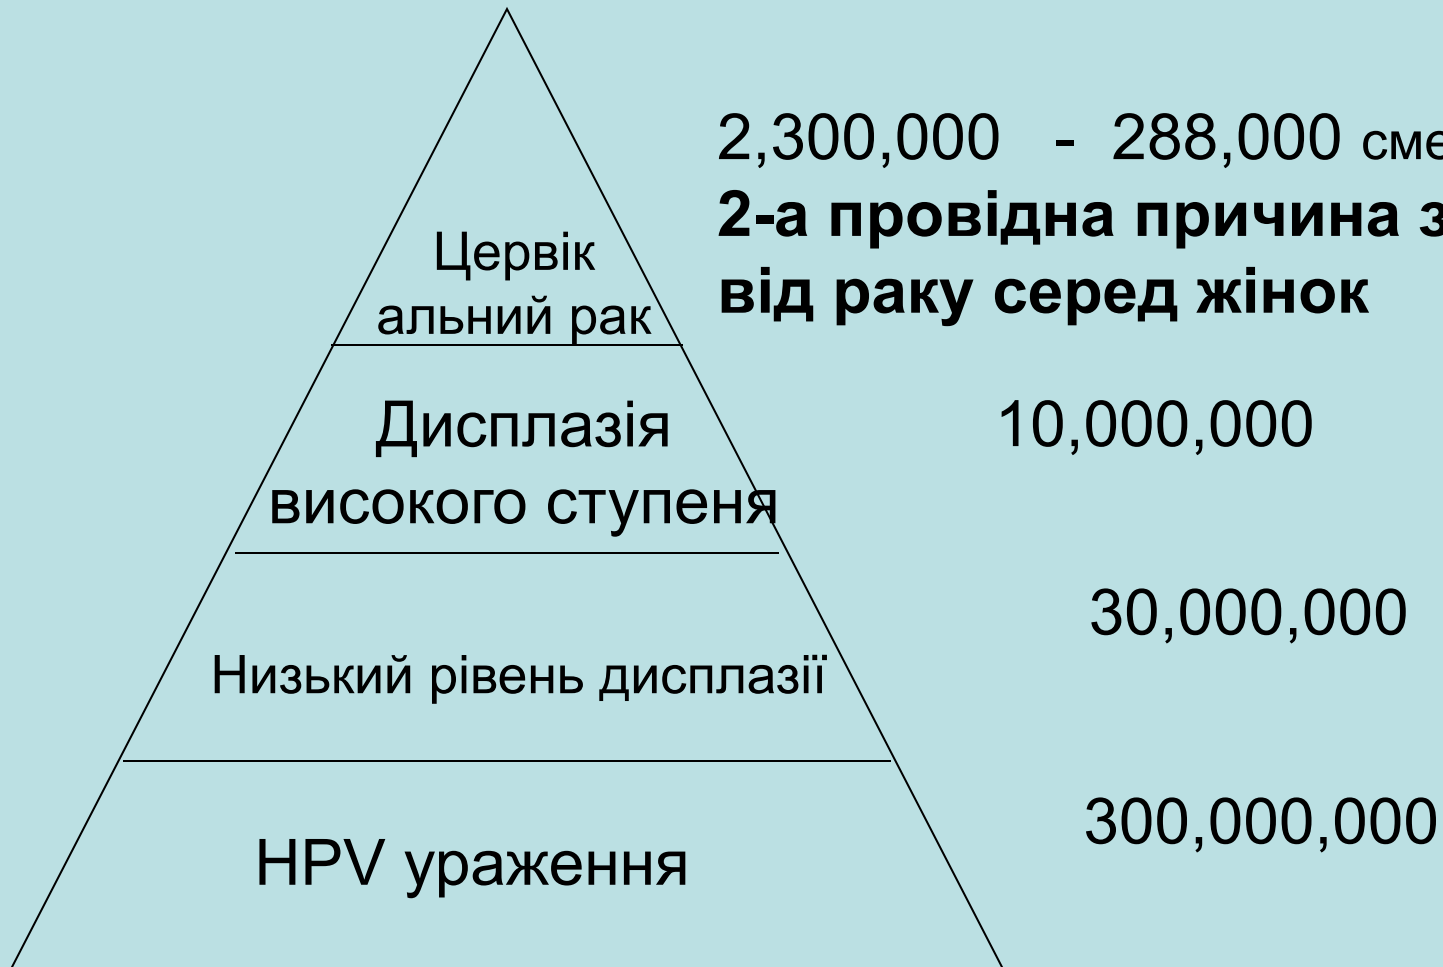 2,300,000 - 288,000
2-а провідна причина
від раку серед жінок
Цервік
альний рак
Дисплазія
високого ступеня
10,000,000
30,000,000
Низький рівень дисплазії
300,000,000
HPV ураження